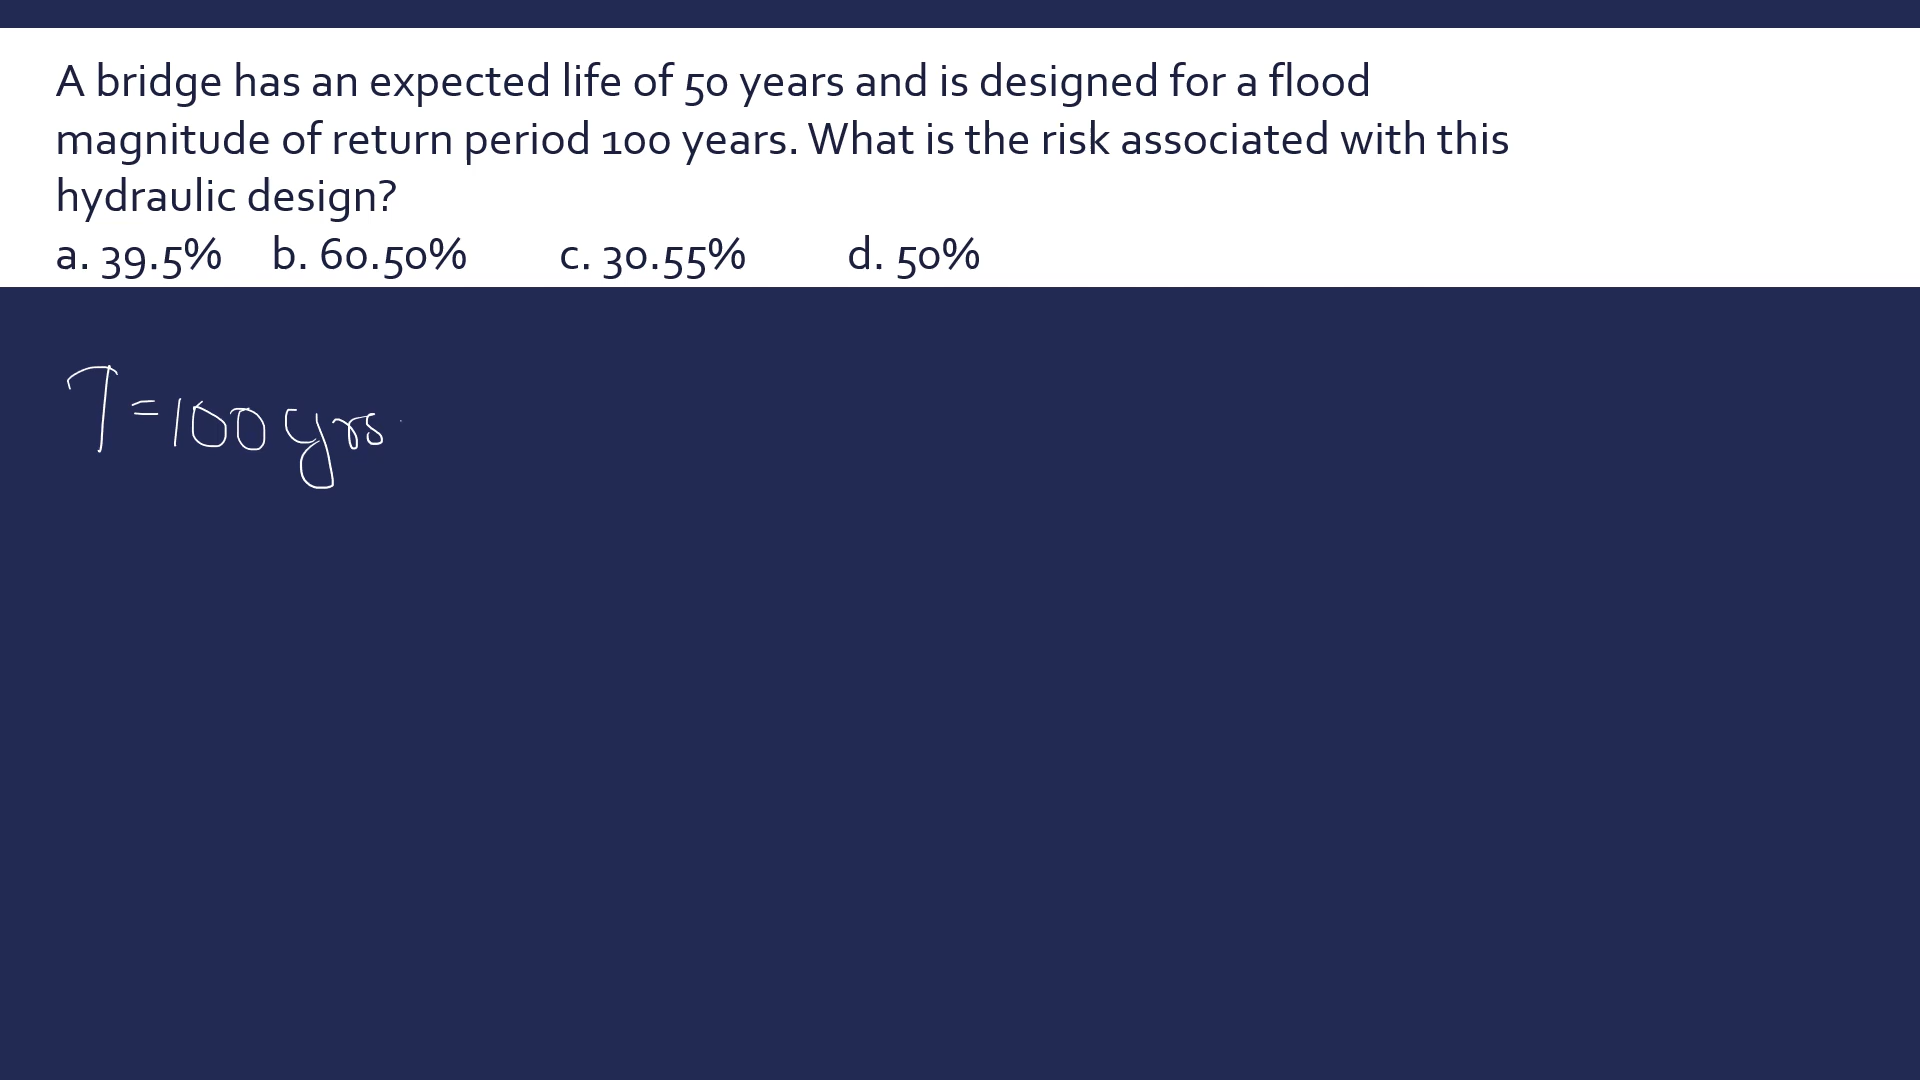 A bridge has an expected life of 50 years and is designed for a flood
magnitude of return period 100 years. What is the risk associated with this
hydraulic design?
a. 39.5% b. 60.50% c. 30.55% d. 50%
T=100 yrs